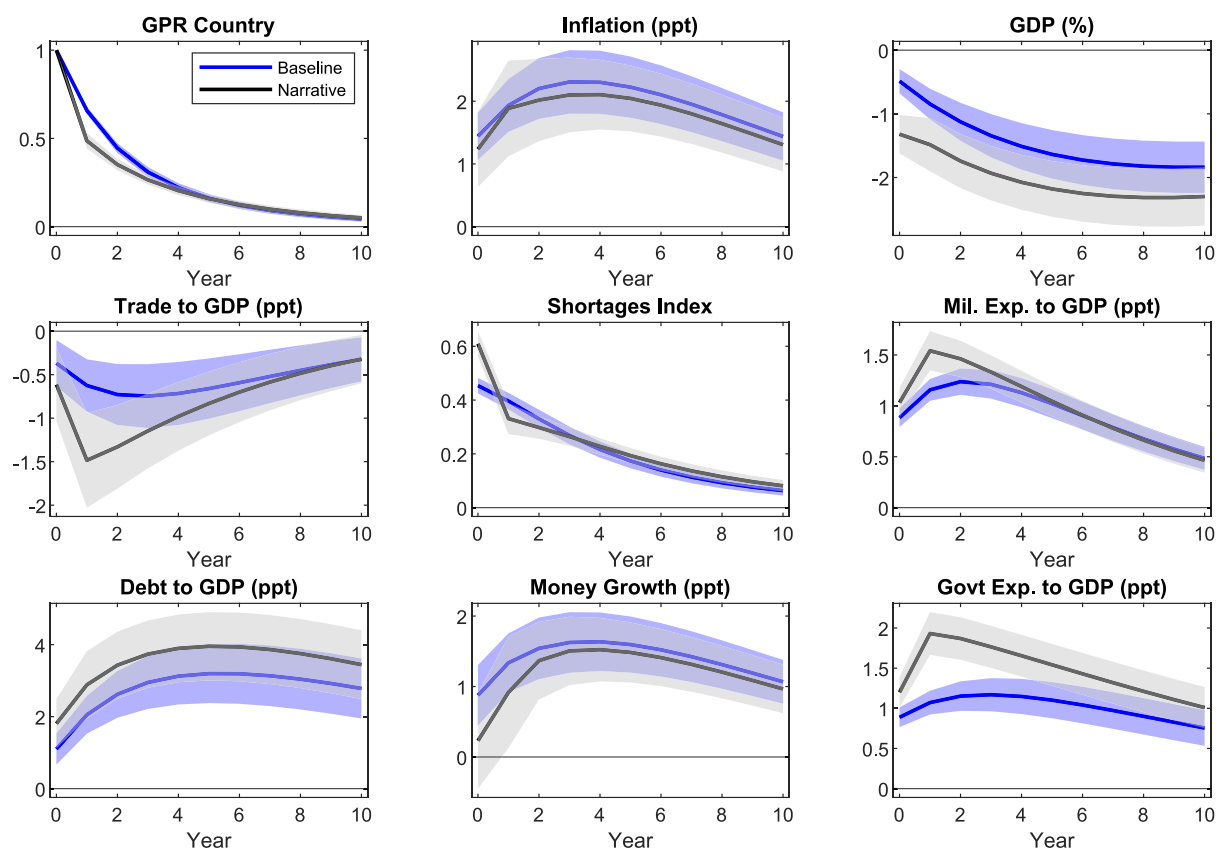 GPR Country
1
0.5
0
0 2 4 6 8 10
Year
Baseline
Narrative
Inflation (ppt)
2
1
0
0 2 4 6 8 10
Year
GDP (%)
0
-1
-2
0 2 4 6 8 10
Year
Trade to GDP (ppt)
0
-0.5
-1
-1.5
-2
0 2 4 6 8 10
Year
Shortages Index
0.6
0.4
0.2
0
0 2 4 6 8 10
Year
Mil. Exp. to GDP (ppt)
1.5
1
0.5
0
0 2 4 6 8 10
Year
Debt to GDP (ppt)
4
2
0
0 2 4 6 8 10
Year
Money Growth (ppt)
2
1
0
0 2 4 6 8 10
Year
Govt Exp. to GDP (ppt)
2
1.5
1
0.5
0
0 2 4 6 8 10
Year